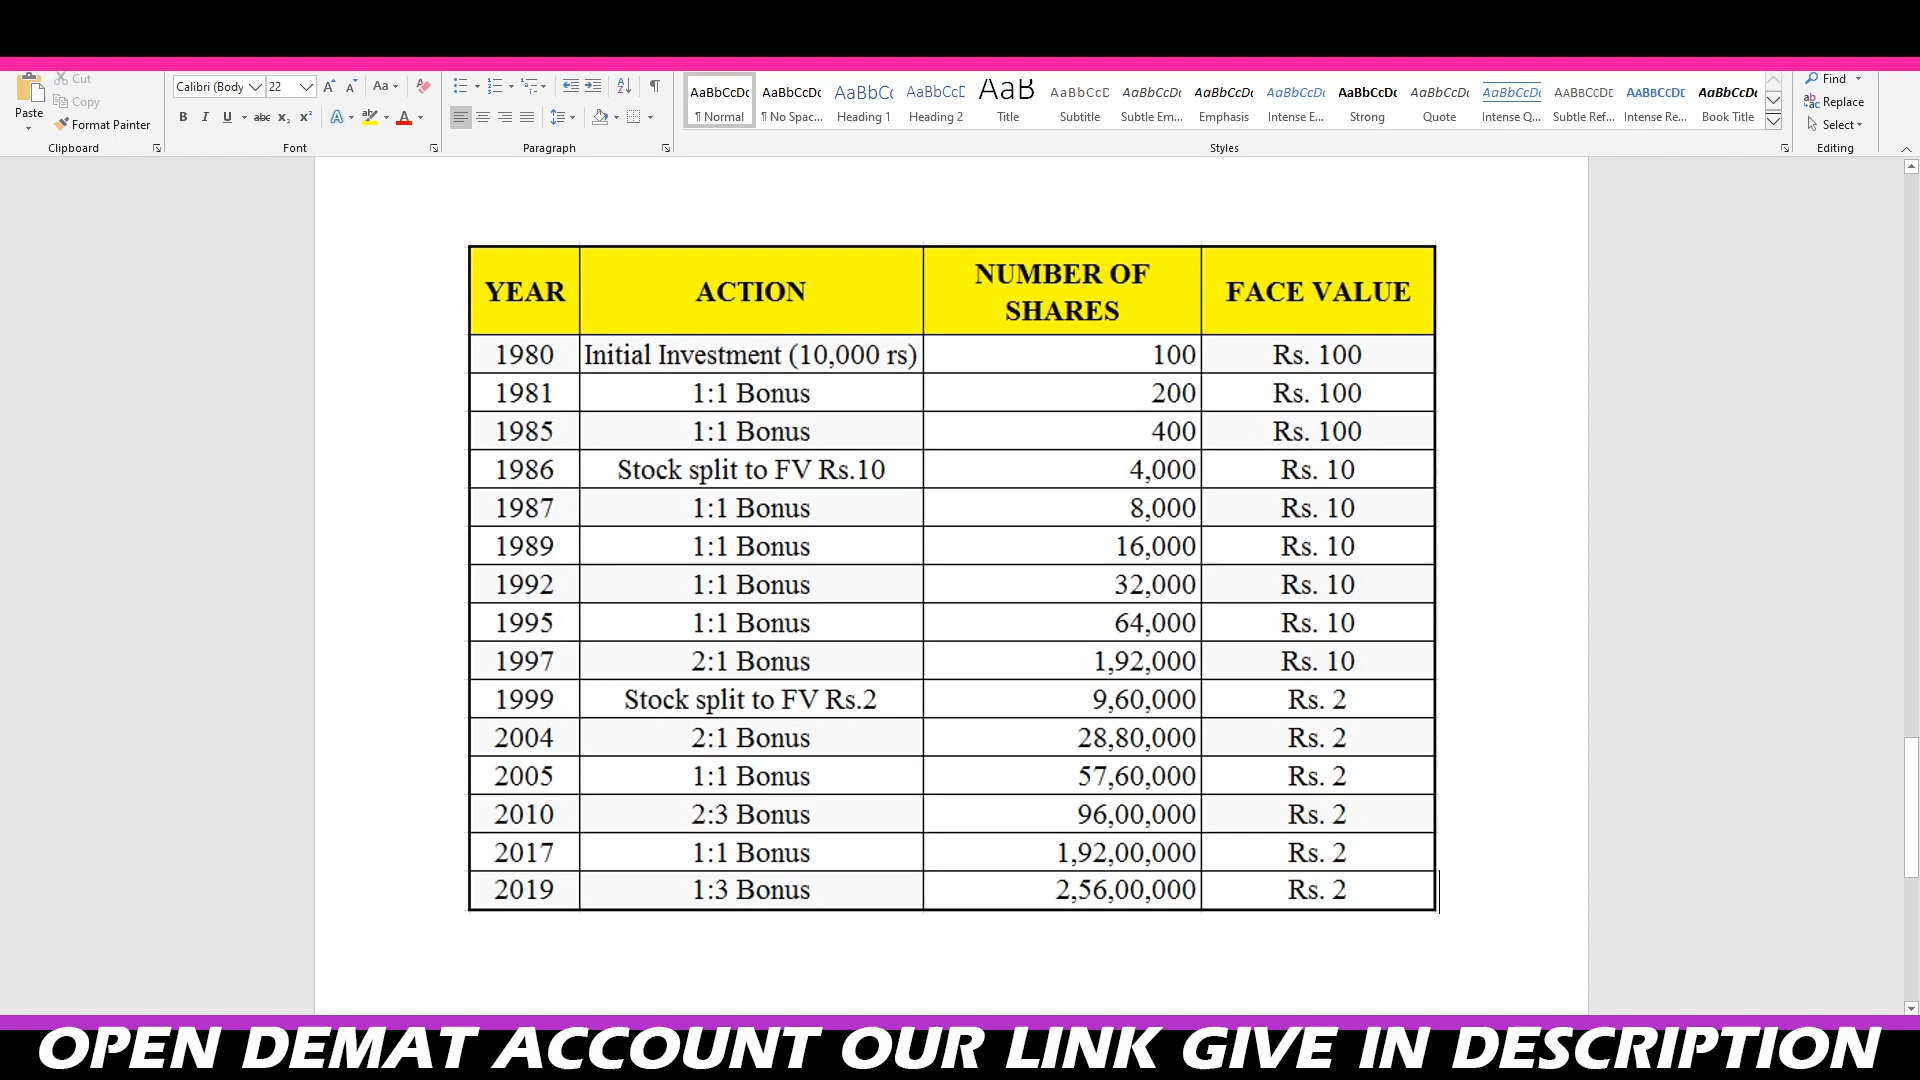 Cut
Copy
Paste
Format Painter
Clipboard
Calibri (Body
22
Aa
B I U abc x₂ x²
A ab A
Font
Paragraph
AaBbCcDc AaBbCcDc AaBbCc AaBbCcD AaB AaBbCcD AaBbCcDc AaBbCcDc AaBbCcDc AaBbCcDc AaBbCcDc AaBbCcDc AABBCCDE AABBCCDE AaBbCcDc
¶ Normal ¶ No Spac... Heading 1 Heading 2 Title Subtitle Subtle Em... Emphasis Intense E... Strong Quote Intense Q... Subtle Ref... Intense Re... Book Title
Styles
Find
Replace
Select
Editing
YEAR ACTION NUMBER OF SHARES FACE VALUE
1980 Initial Investment (10,000 rs) 100 Rs. 100
1981 1:1 Bonus 200 Rs. 100
1985 1:1 Bonus 400 Rs. 100
1986 Stock split to FV Rs.10 4,000 Rs. 10
1987 1:1 Bonus 8,000 Rs. 10
1989 1:1 Bonus 16,000 Rs. 10
1992 1:1 Bonus 32,000 Rs. 10
1995 1:1 Bonus 64,000 Rs. 10
1997 2:1 Bonus 1,92,000 Rs. 10
1999 Stock split to FV Rs.2 9,60,000 Rs. 2
2004 2:1 Bonus 28,80,000 Rs. 2
2005 1:1 Bonus 57,60,000 Rs. 2
2010 2:3 Bonus 96,00,000 Rs. 2
2017 1:1 Bonus 1,92,00,000 Rs. 2
2019 1:3 Bonus 2,56,00,000 Rs. 2
OPEN DEMAT ACCOUNT OUR LINK GIVE IN DESCRIPTION